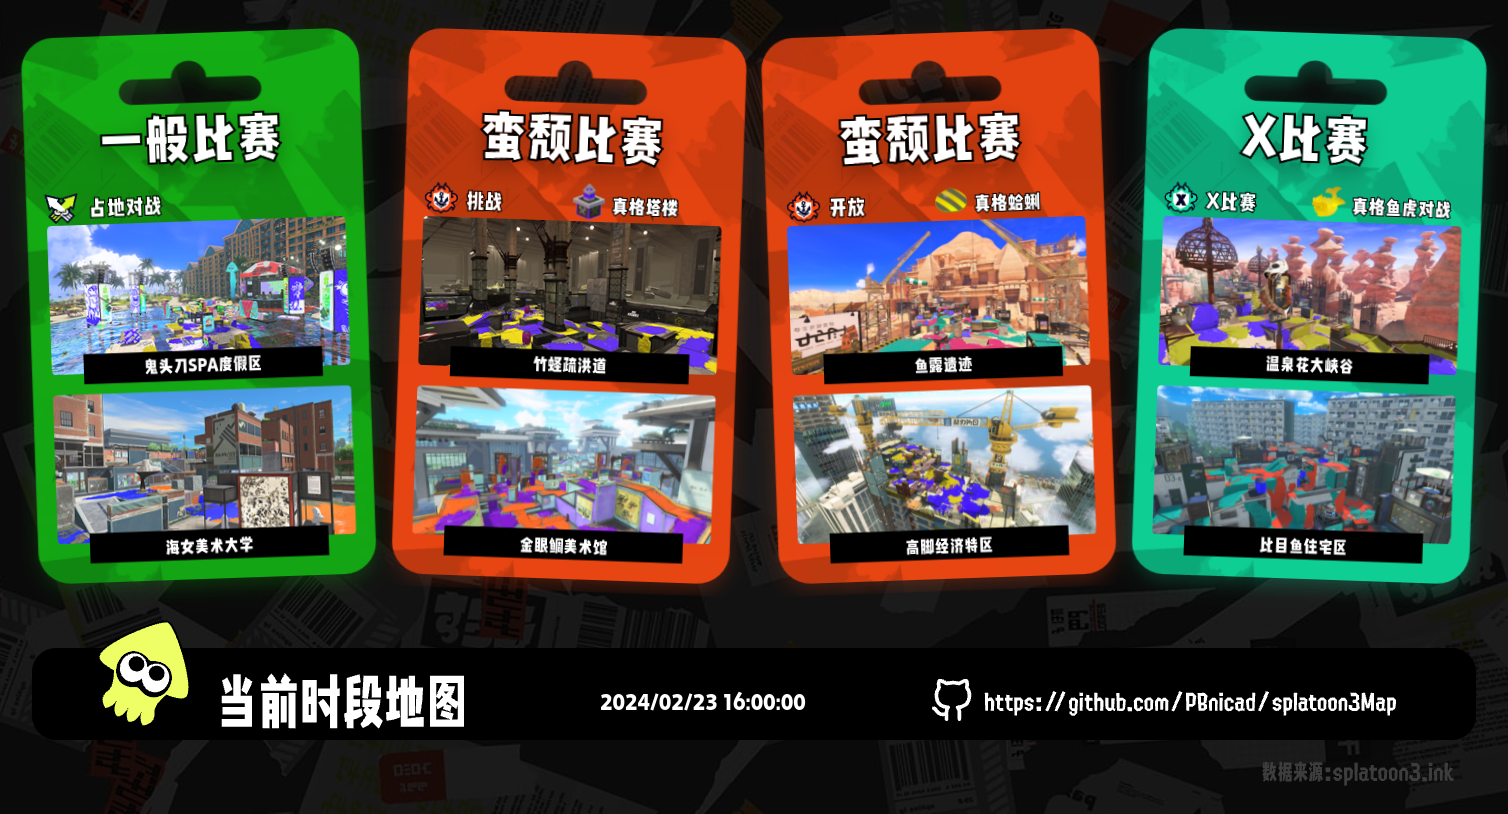 一般比赛
占地对战
鬼头刀SPA度假区
海女美术大学
蛮颓比赛
挑战
真格塔楼
竹蛏疏洪道
金眼鲷美术馆
蛮颓比赛
开放
真格蛤蜊
鱼露遗迹
高脚经济特区
X比赛
X比赛
真格鱼虎对战
温泉花大峡谷
比目鱼住宅区
当前时段地图
2024/02/23 16:00:00
https://github.com/PBnicad/splatoon3Map
数据来源:splatoon3.ink